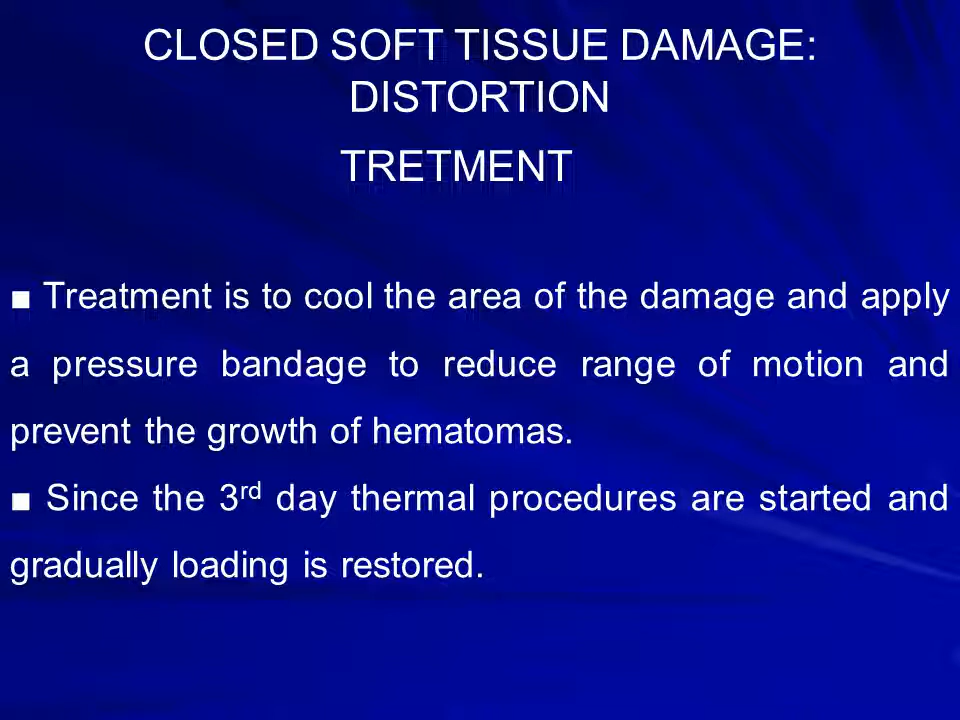 CLOSED SOFT TISSUE DAMAGE:
DISTORTION
TRETMENT
■ Treatment is to cool the area of the damage and apply
a pressure bandage to reduce range of motion and
prevent the growth of hematomas.
■ Since the 3rd day thermal procedures are started and
gradually loading is restored.